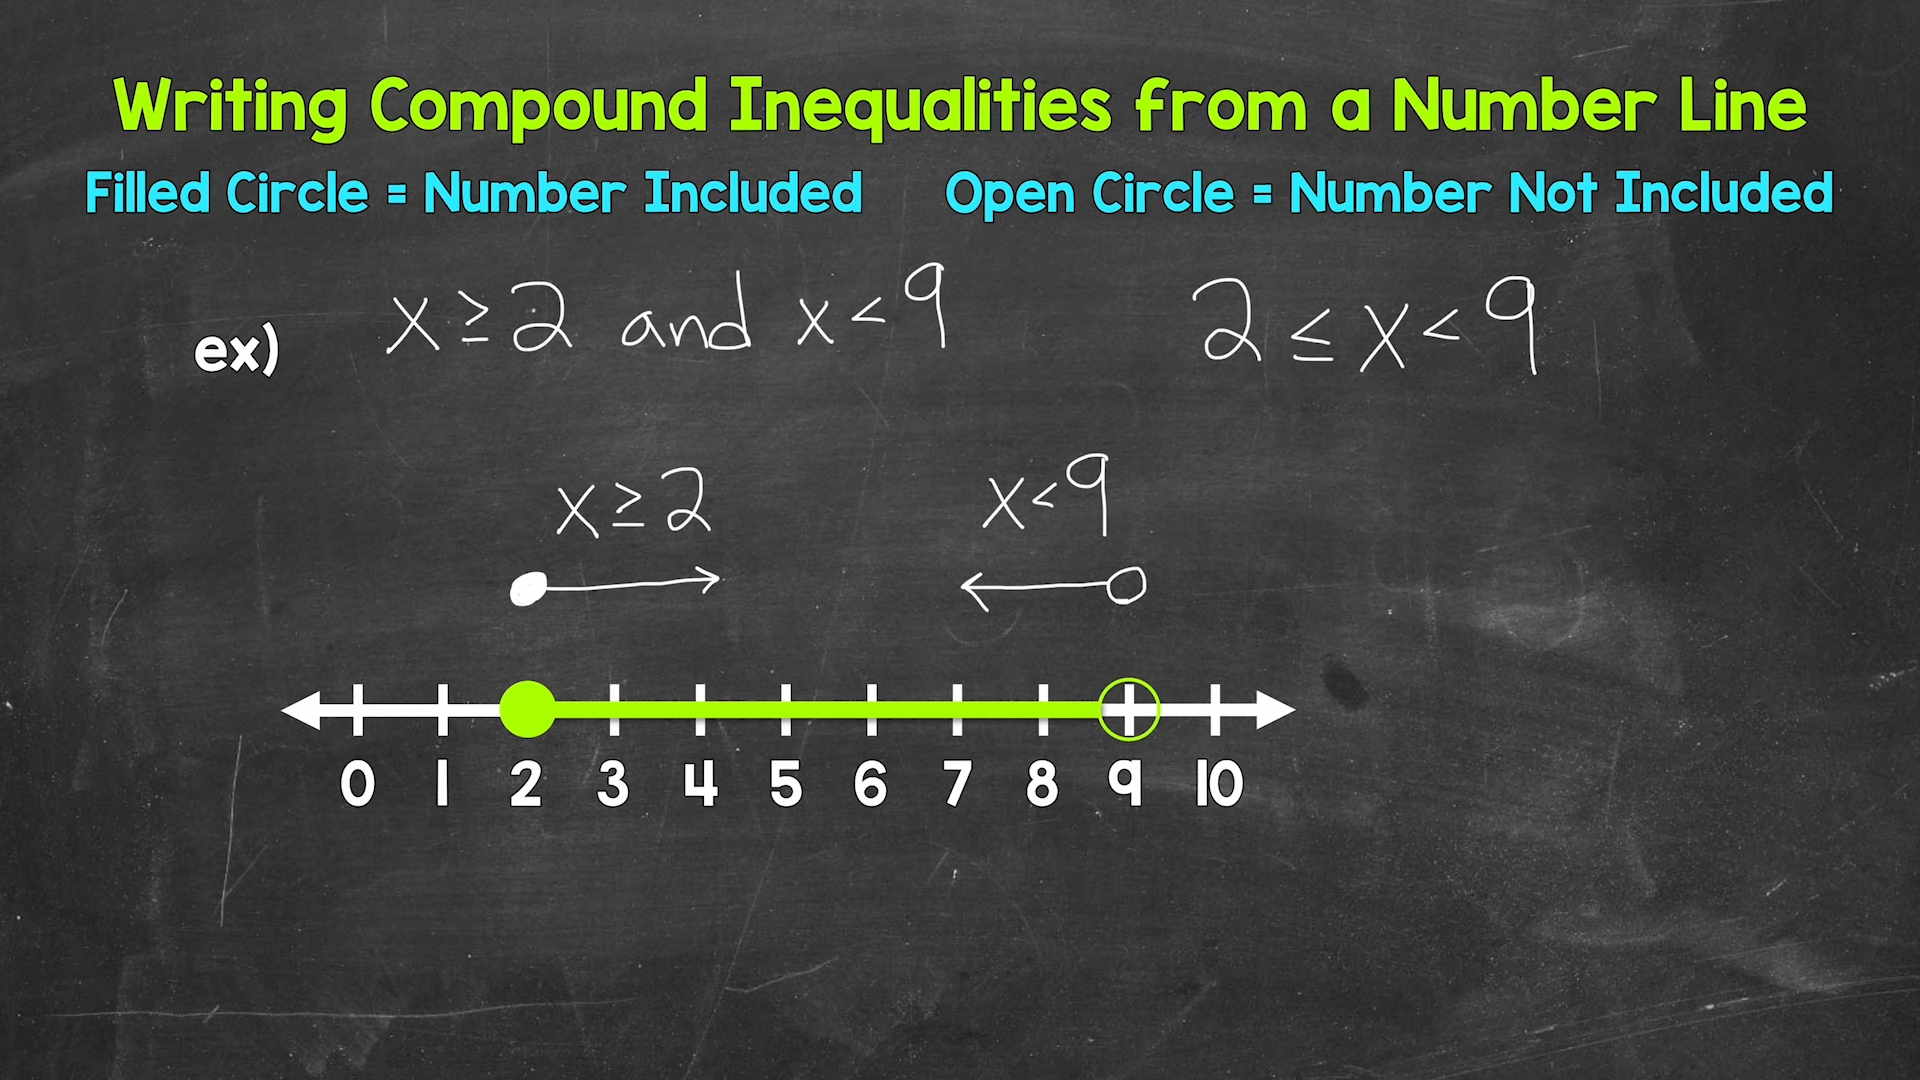 Writing Compound Inequalities from a Number Line
Filled Circle = Number Included Open Circle = Number Not Included
ex) x ≥ 2 and x < 9 2 ≤ x < 9
x ≥ 2 x < 9
0 1 2 3 4 5 6 7 8 9 10